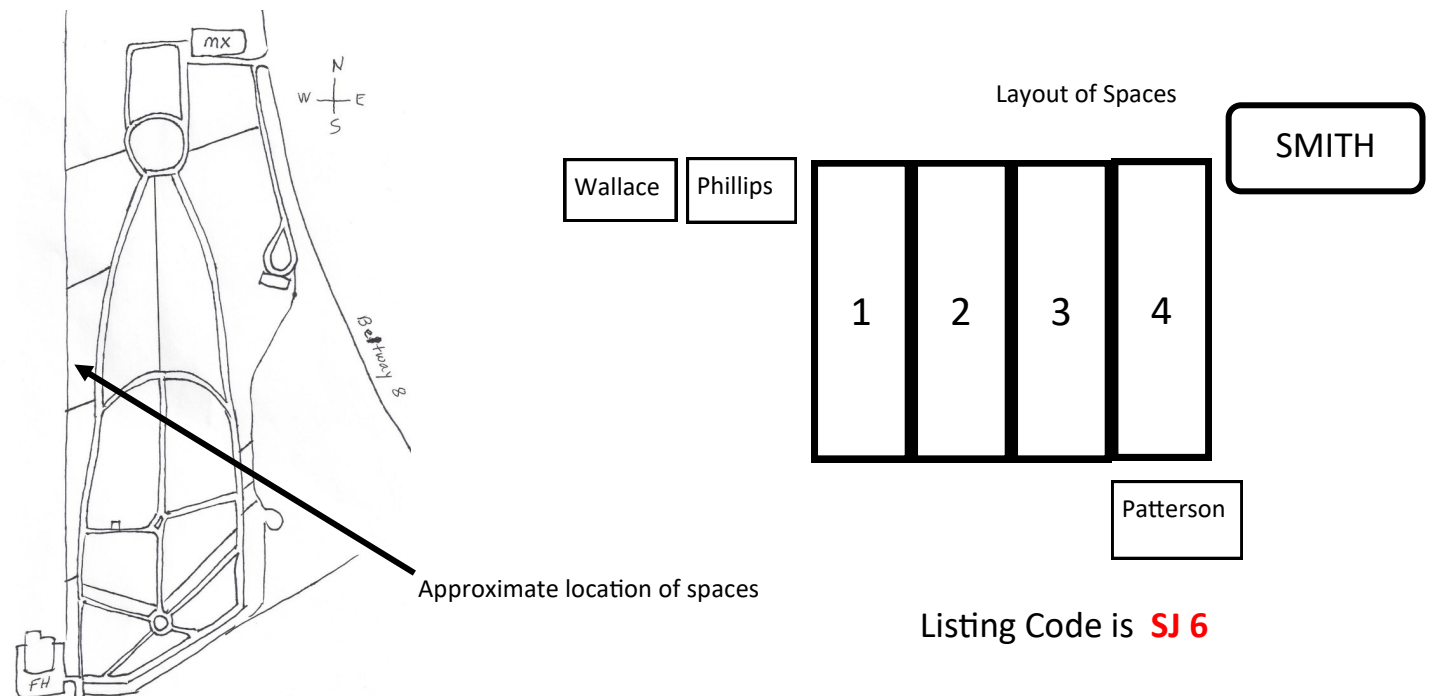 mx
N
W E
S
Beltway 8
FH
Approximate location of spaces
Layout of Spaces
SMITH
Wallace
Phillips
1
2
3
4
Patterson
Listing Code is SJ 6